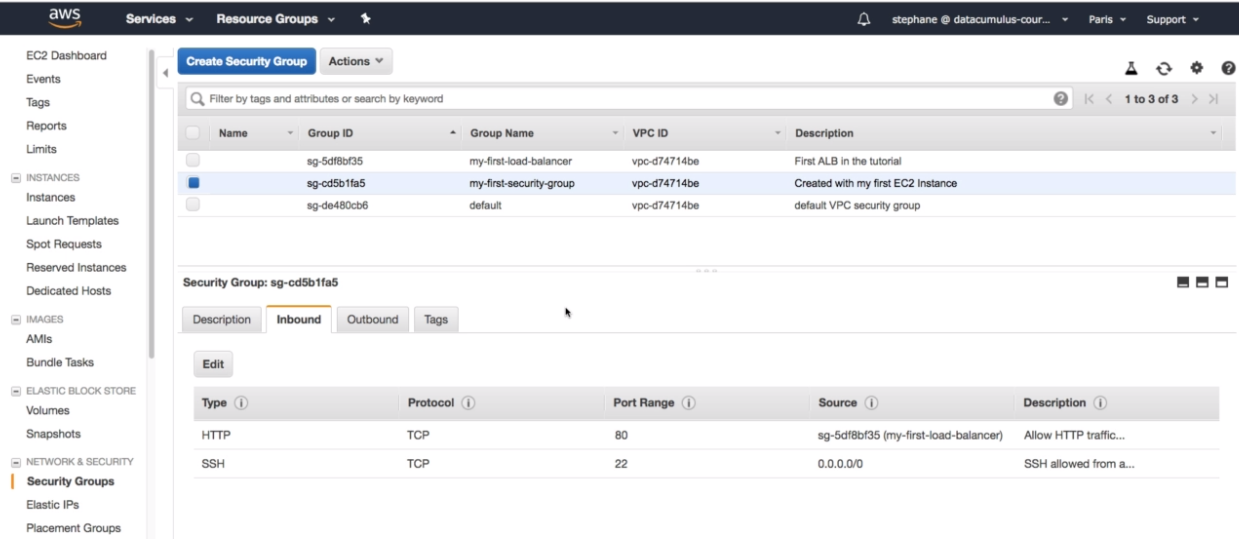 aws Services Resource Groups stephane @ datacumulus-cour... Paris Support
EC2 Dashboard
Events
Tags
Reports
Limits
INSTANCES
Instances
Launch Templates
Spot Requests
Reserved Instances
Dedicated Hosts
IMAGES
AMIs
Bundle Tasks
ELASTIC BLOCK STORE
Volumes
Snapshots
NETWORK & SECURITY
Security Groups
Elastic IPs
Placement Groups
Create Security Group Actions
Filter by tags and attributes or search by keyword 1 to 3 of 3
Name Group ID Group Name VPC ID Description
sg-5df8bf35 my-first-load-balancer vpc-d74714be First ALB in the tutorial
sg-cd5b1fa5 my-first-security-group vpc-d74714be Created with my first EC2 Instance
sg-de480cb6 default vpc-d74714be default VPC security group
Security Group: sg-cd5b1fa5
Description Inbound Outbound Tags
Edit
Type Protocol Port Range Source Description
HTTP TCP 80 sg-5df8bf35 (my-first-load-balancer) Allow HTTP traffic...
SSH TCP 22 0.0.0.0/0 SSH allowed from a...